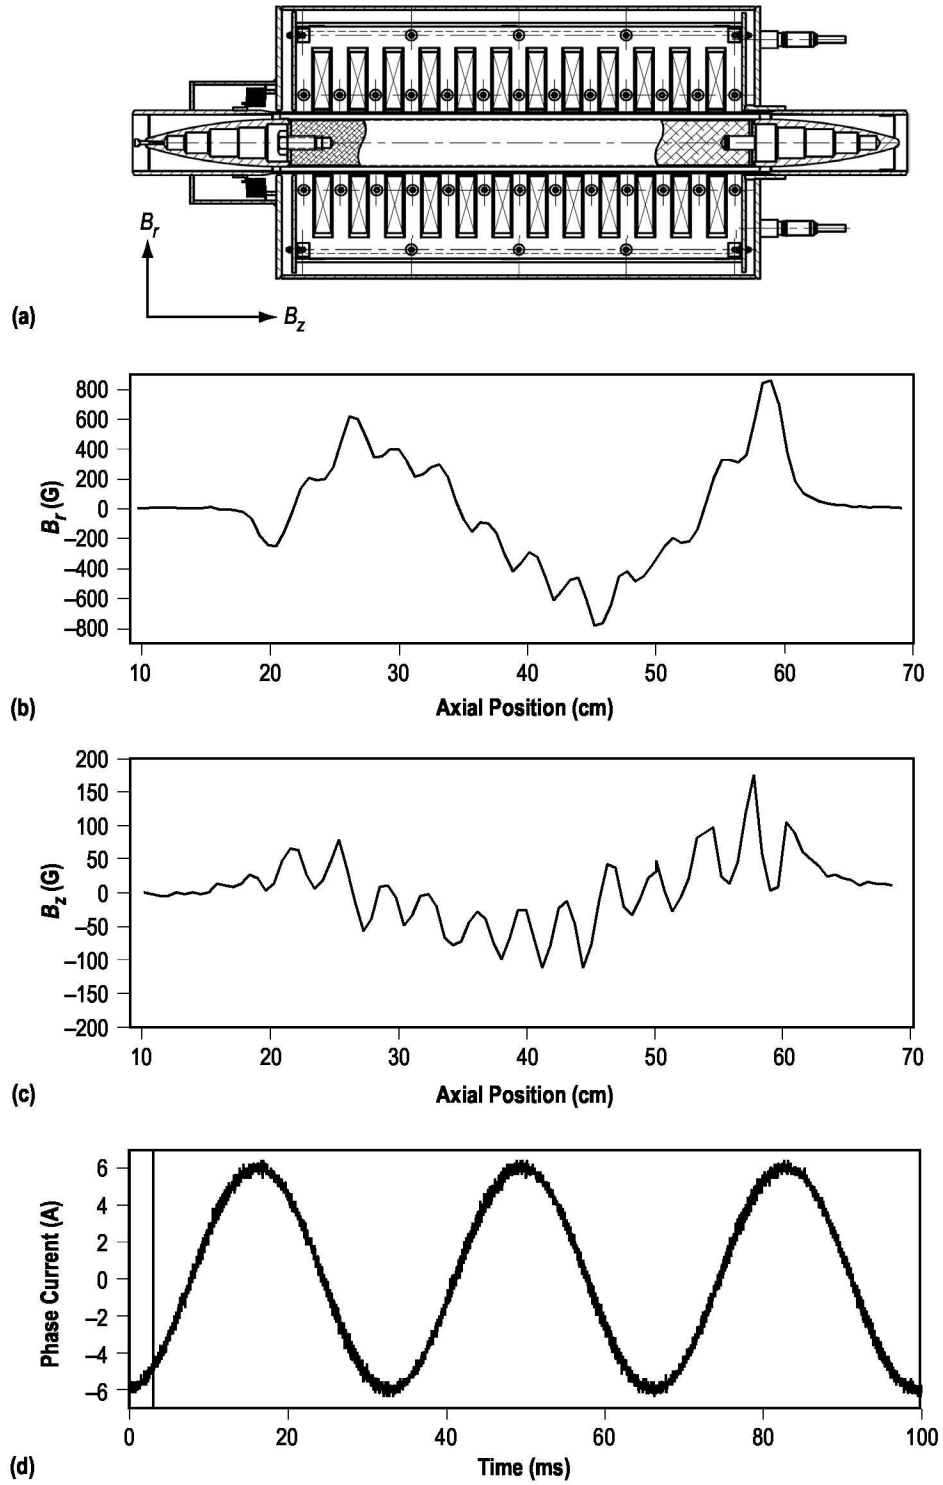 B_r
B_z
(a)
800
600
400
200
0
−200
−400
−600
−800
B_r (G)
10 20 30 40 50 60 70
Axial Position (cm)
(b)
200
150
100
50
0
−50
−100
−150
−200
B_z (G)
10 20 30 40 50 60 70
Axial Position (cm)
(c)
6
4
2
0
−2
−4
−6
Phase Current (A)
0 20 40 60 80 100
Time (ms)
(d)